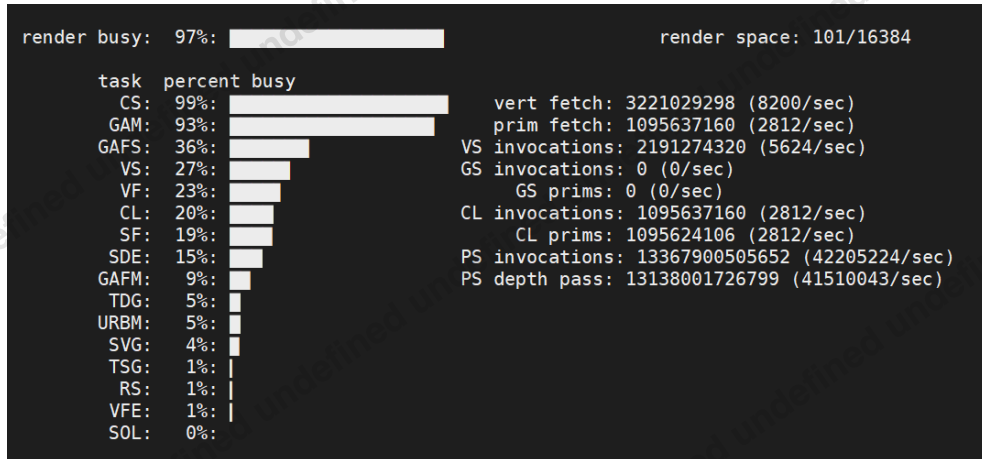 render busy: 97%: render space: 101/16384
task percent busy
CS: 99%: vert fetch: 3221029298 (8200/sec)
GAM: 93%: prim fetch: 1095637160 (2812/sec)
GAFS: 36%: VS invocations: 2191274320 (5624/sec)
VS: 27%: GS invocations: 0 (0/sec)
VF: 23%: GS prims: 0 (0/sec)
CL: 20%: CL invocations: 1095637160 (2812/sec)
SF: 19%: CL prims: 1095624106 (2812/sec)
SDE: 15%: PS invocations: 13367900505652 (42205224/sec)
GAFM: 9%: PS depth pass: 13138001726799 (41510043/sec)
TDG: 5%:
URBM: 5%:
SVG: 4%:
TSG: 1%:
RS: 1%:
VFE: 1%:
SOL: 0%:
undefined undefined